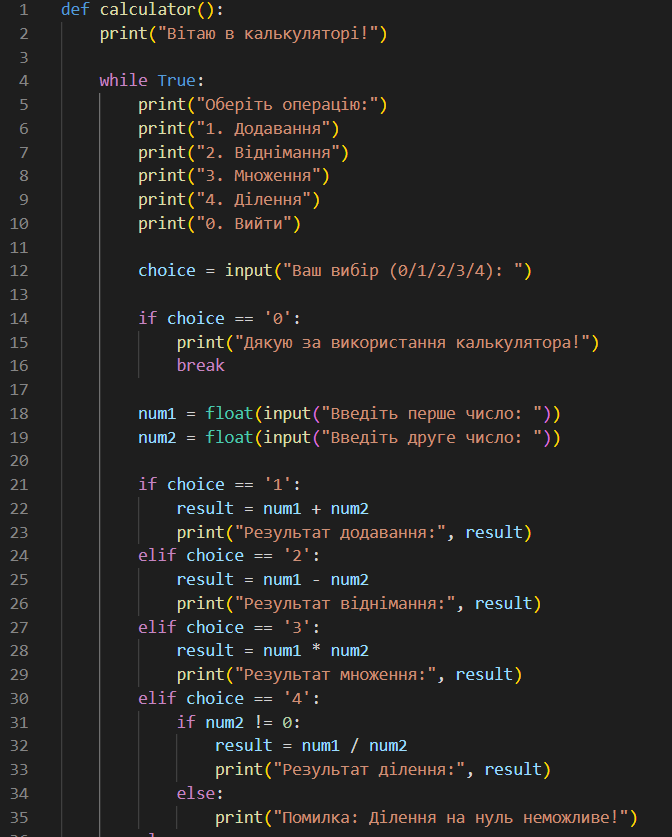 1 def calculator():
2     print("Вітаю в калькуляторі!")
3
4     while True:
5         print("Оберіть операцію:")
6         print("1. Додавання")
7         print("2. Віднімання")
8         print("3. Множення")
9         print("4. Ділення")
10         print("0. Вийти")
11
12         choice = input("Ваш вибір (0/1/2/3/4): ")
13
14         if choice == '0':
15             print("Дякую за використання калькулятора!")
16             break
17
18         num1 = float(input("Введіть перше число: "))
19         num2 = float(input("Введіть друге число: "))
20
21         if choice == '1':
22             result = num1 + num2
23             print("Результат додавання:", result)
24         elif choice == '2':
25             result = num1 - num2
26             print("Результат віднімання:", result)
27         elif choice == '3':
28             result = num1 * num2
29             print("Результат множення:", result)
30         elif choice == '4':
31             if num2 != 0:
32                 result = num1 / num2
33                 print("Результат ділення:", result)
34             else:
35                 print("Помилка: Ділення на нуль неможливе!")